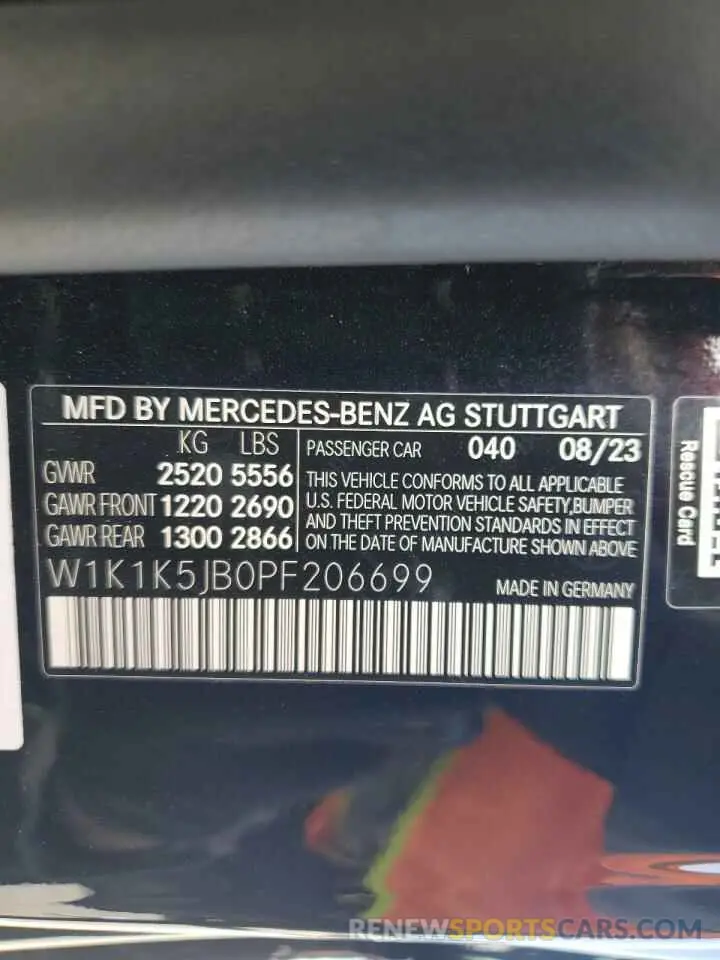 MFD BY MERCEDES-BENZ AG STUTTGART
KG LBS
GVWR 2520 5556
GAWR FRONT 1220 2690
GAWR REAR 1300 2866
PASSENGER CAR 040 08/23
THIS VEHICLE CONFORMS TO ALL APPLICABLE
U.S. FEDERAL MOTOR VEHICLE SAFETY,BUMPER
AND THEFT PREVENTION STANDARDS IN EFFECT
ON THE DATE OF MANUFACTURE SHOWN ABOVE
W1K1K5JB0PF206699 MADE IN GERMANY
Rescue Card
RENEWSPORTSCARS.COM